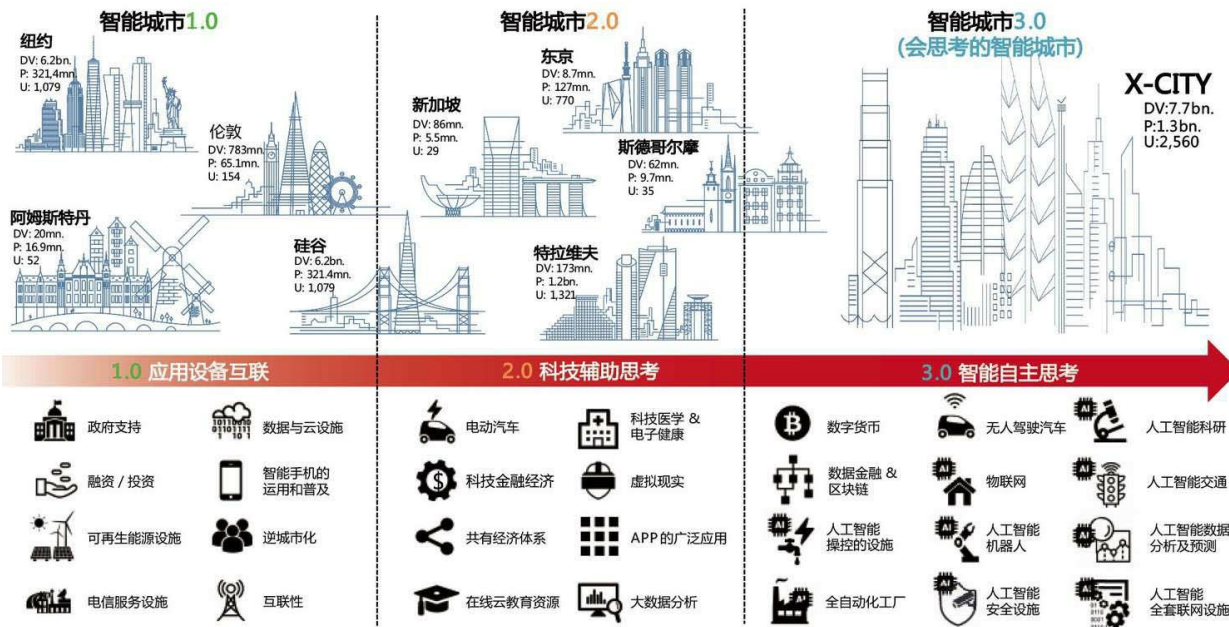 智能城市1.0
纽约
DV: 6.2bn.
P: 321,4mn.
U: 1,079
伦敦
DV: 783mn.
P: 65.1mn.
U: 154
阿姆斯特丹
DV: 20mn.
P: 16.9mn.
U: 52
硅谷
DV: 6.2bn.
P: 321.4mn.
U: 1,079
智能城市2.0
东京
DV: 8.7mn.
P: 127mn.
U: 770
新加坡
DV: 86mn.
P: 5.5mn.
U: 29
斯德哥尔摩
DV: 62mn.
P: 9.7mn.
U: 35
特拉维夫
DV: 173mn.
P: 1.2bn.
U: 1,321
智能城市3.0
(会思考的智能城市)
X-CITY
DV:7.7bn.
P:1.3bn.
U:2,560
1.0 应用设备互联
2.0 科技辅助思考
3.0 智能自主思考
政府支持
数据与云设施
融资 / 投资
智能手机的
运用和普及
可再生能源设施
逆城市化
电信服务设施
互联性
电动汽车
科技医学 &
电子健康
科技金融经济
虚拟现实
共有经济体系
APP的广泛应用
在线云教育资源
大数据分析
数字货币
无人驾驶汽车
AI
人工智能科研
数据金融 &
区块链
AI
物联网
AI
人工智能交通
AI
人工智能
操控的设施
AI
人工智能
机器人
AI
人工智能数据
分析及预测
全自动化工厂
AI
人工智能
安全设施
AI
人工智能
全套联网设施